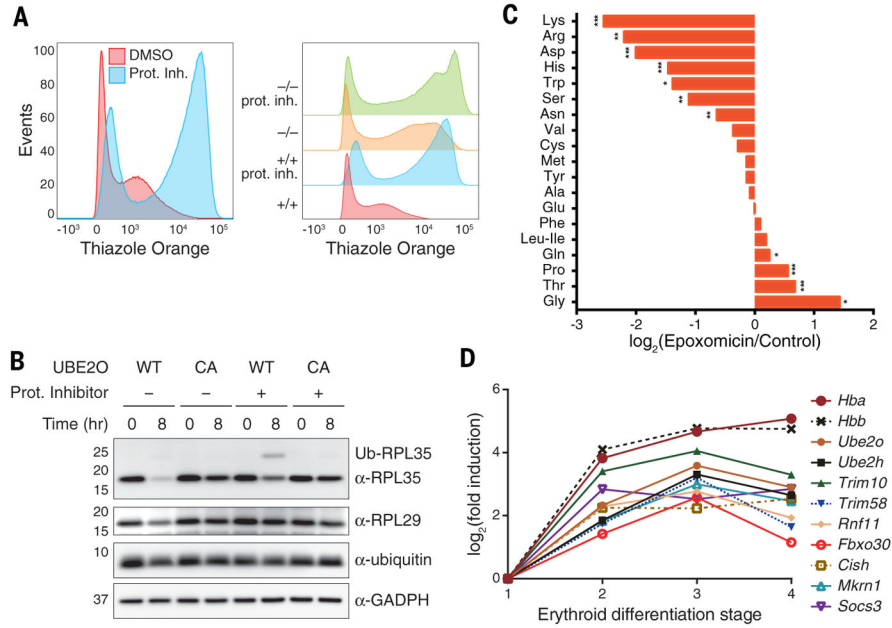 A
DMSO
Prot. Inh.
Events
100
80
60
40
20
0
-10³ 0 10³ 10⁴ 10⁵
Thiazole Orange
−/−
prot. inh.
−/−
+/+
prot. inh.
+/+
-10³ 0 10³ 10⁴ 10⁵
Thiazole Orange
B
UBE2O WT CA WT CA
Prot. Inhibitor − − + +
Time (hr) 0 8 0 8 0 8 0 8
25
20
15
Ub-RPL35
α-RPL35
20
15
α-RPL29
10
α-ubiquitin
37
α-GADPH
C
Lys ***
Arg **
Asp ***
His ***
Trp *
Ser **
Asn **
Val
Cys
Met
Tyr
Ala
Glu
Phe
Leu-Ile
Gln *
Pro ***
Thr ***
Gly *
-3 -2 -1 0 1 2
log₂(Epoxomicin/Control)
D
log₂(fold induction)
6
4
2
0
1 2 3 4
Erythroid differentiation stage
Hba
Hbb
Ube2o
Ube2h
Trim10
Trim58
Rnf11
Fbxo30
Cish
Mkrn1
Socs3